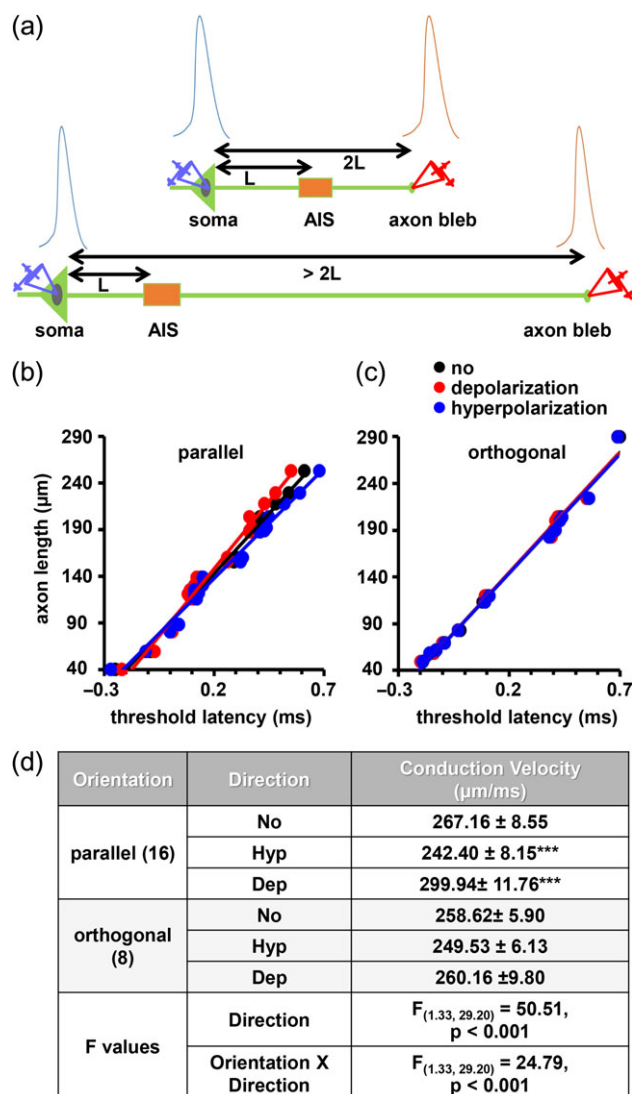 (a)
2L
L
soma
AIS
axon bleb
> 2L
L
soma
AIS
axon bleb
(b)
(c)
no
depolarization
hyperpolarization
parallel
orthogonal
axon length (µm)
290
240
190
140
90
40
−0.3
0.2
0.7
threshold latency (ms)
290
240
190
140
90
40
−0.3
0.2
0.7
threshold latency (ms)
(d)
Orientation Direction Conduction Velocity
(µm/ms)
parallel (16)
No 267.16 ± 8.55
Hyp 242.40 ± 8.15***
Dep 299.94± 11.76***
orthogonal
(8)
No 258.62± 5.90
Hyp 249.53 ± 6.13
Dep 260.16 ±9.80
F values
Direction
F(1.33, 29.20) = 50.51,
p < 0.001
Orientation X
Direction
F(1.33, 29.20) = 24.79,
p < 0.001